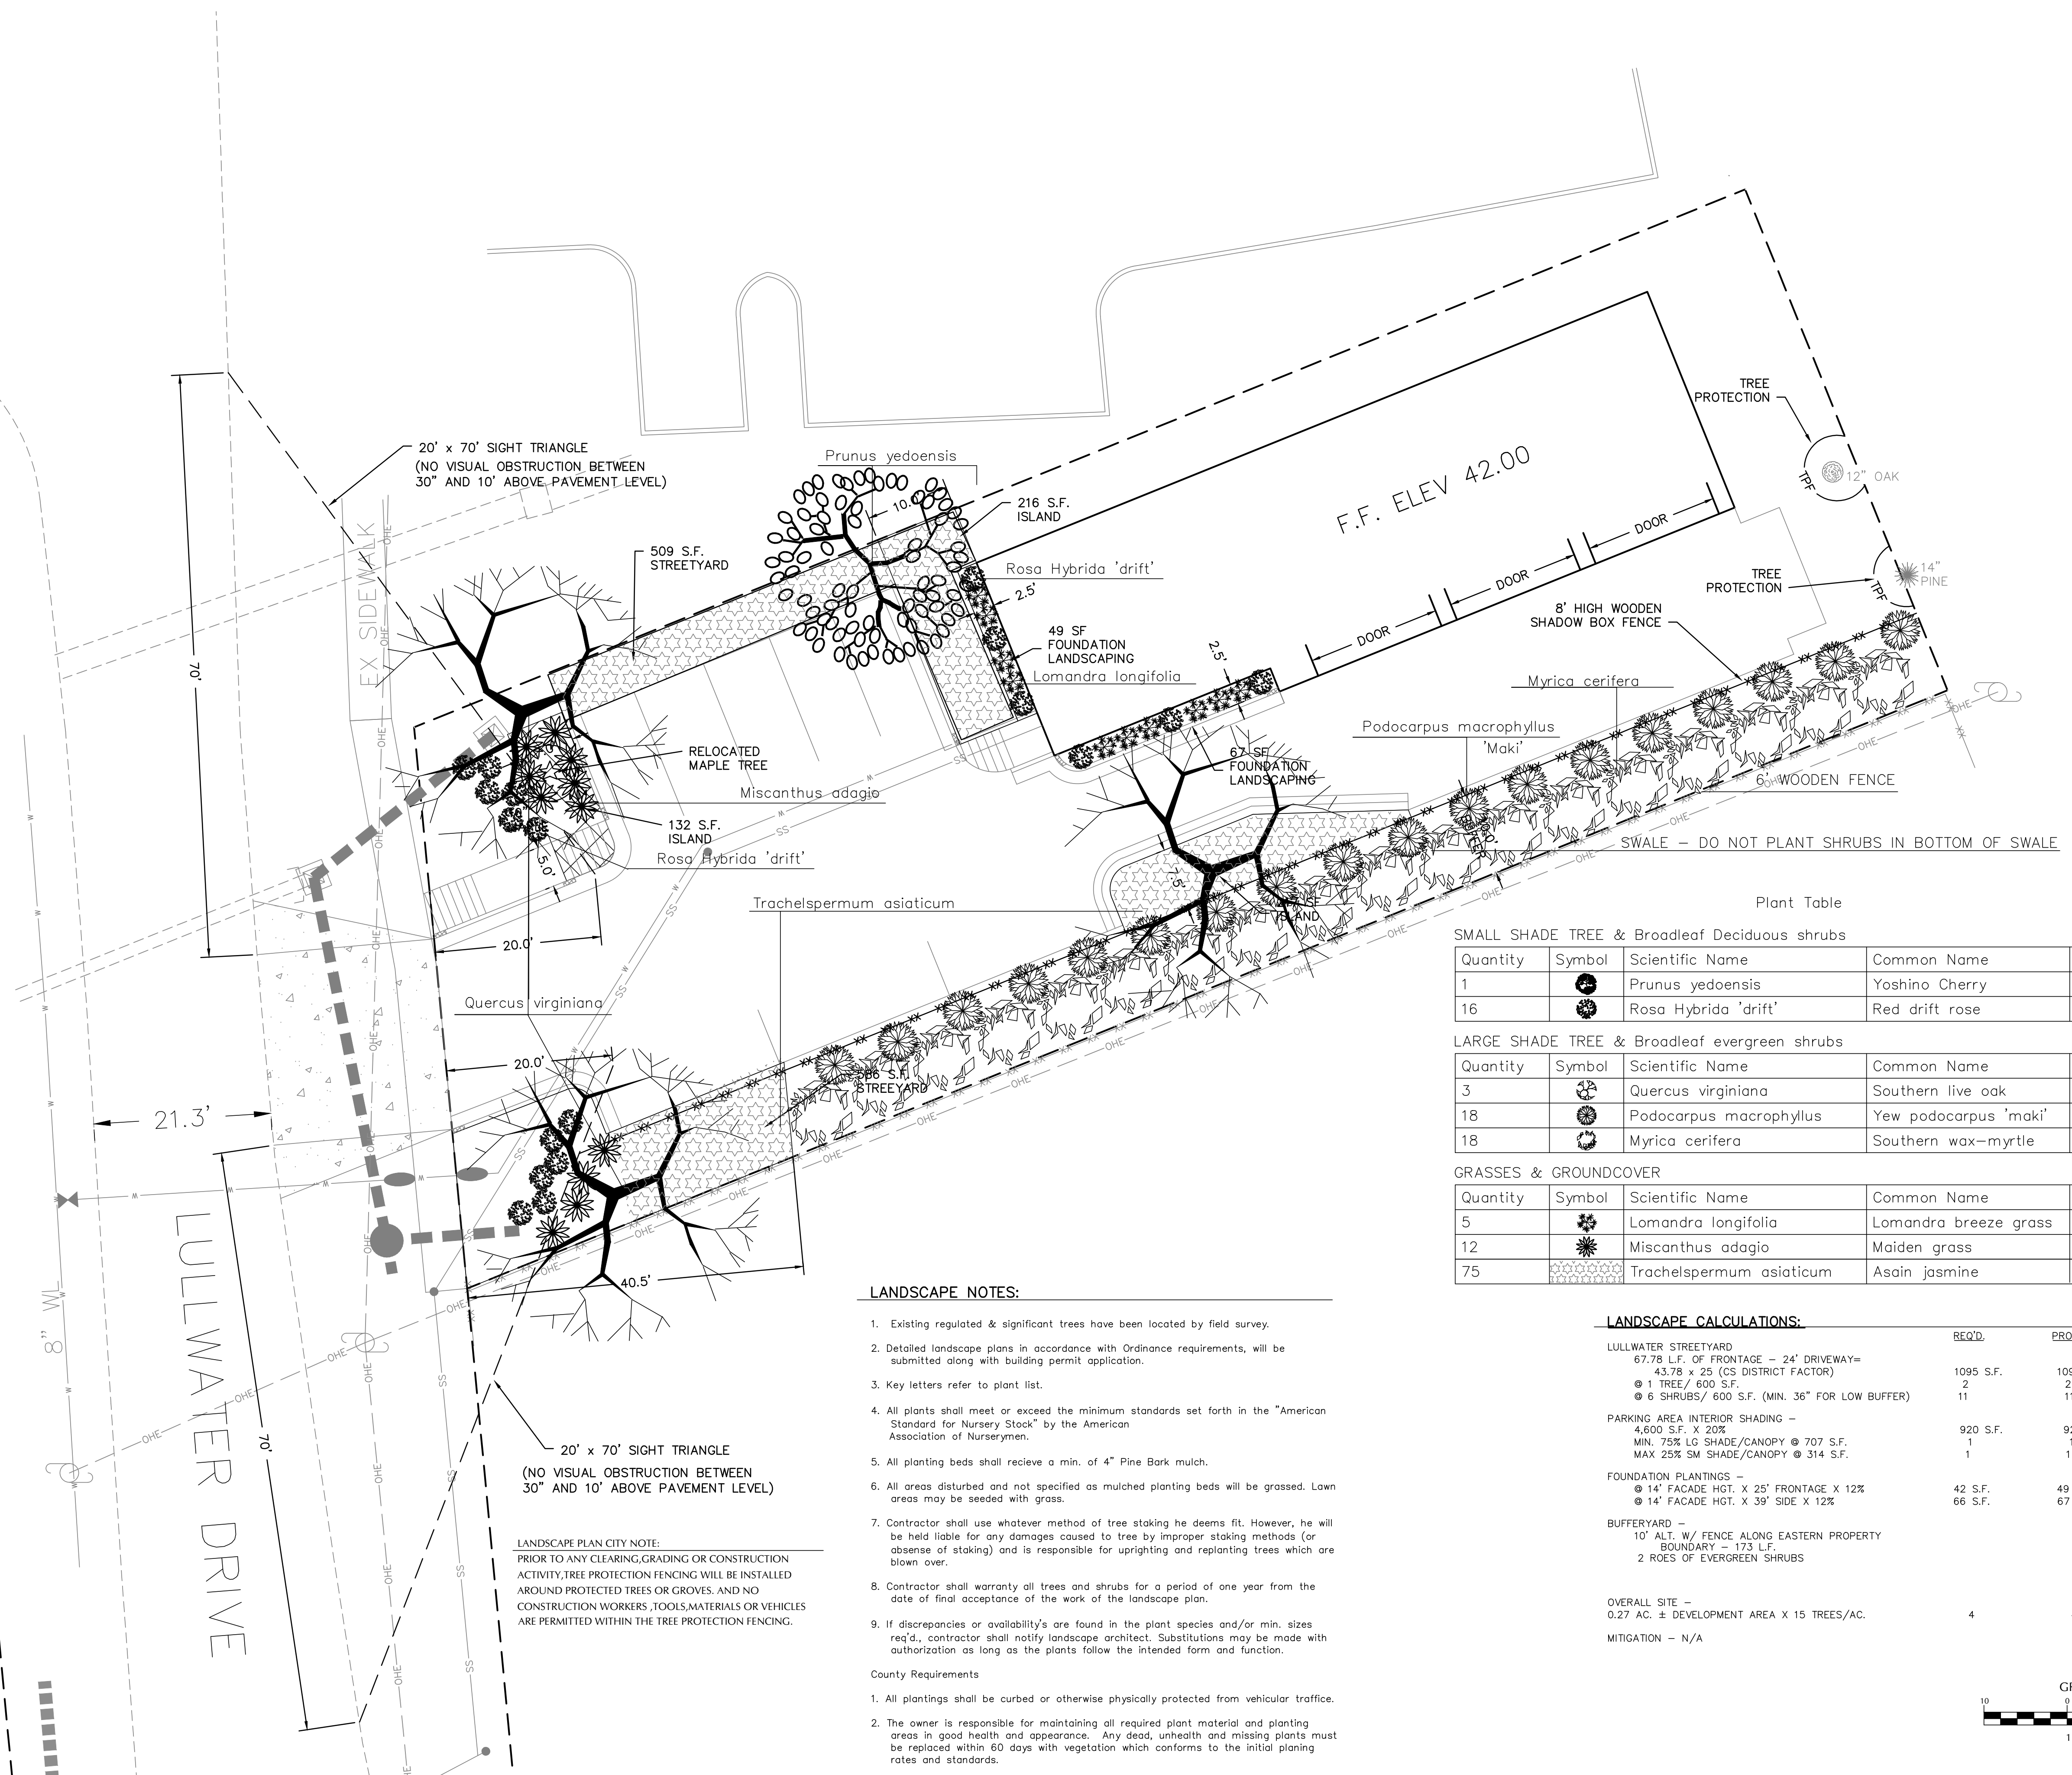 20' x 70' SIGHT TRIANGLE
(NO VISUAL OBSTRUCTION BETWEEN
30" AND 10' ABOVE PAVEMENT LEVEL)
Prunus yedoensis
10.0'
216 S.F.
ISLAND
509 S.F.
STREETYARD
EX SIDEWALK
70'
Rosa Hybrida 'drift'
2.5'
49 SF
FOUNDATION
LANDSCAPING
Lomandra longifolia
2.5'
F.F. ELEV 42.00
DOOR
DOOR
DOOR
TREE
PROTECTION
TPF
12" OAK
TREE
PROTECTION
TPF
14"
PINE
8' HIGH WOODEN
SHADOW BOX FENCE
Myrica cerifera
Podocarpus macrophyllus
'Maki'
6' WOODEN FENCE
SWALE – DO NOT PLANT SHRUBS IN BOTTOM OF SWALE
67 SF
FOUNDATION
LANDSCAPING
RELOCATED
MAPLE TREE
Miscanthus adagio
132 S.F.
ISLAND
Rosa Hybrida 'drift'
5.0'
20.0'
Trachelspermum asiaticum
7.5'
ISLAND
Quercus virginiana
20.0'
STREEYARD
21.3'
40.5'
70'
8" W
LULLWATER DRIVE
20' x 70' SIGHT TRIANGLE
(NO VISUAL OBSTRUCTION BETWEEN
30" AND 10' ABOVE PAVEMENT LEVEL)
LANDSCAPE PLAN CITY NOTE:
PRIOR TO ANY CLEARING,GRADING OR CONSTRUCTION
ACTIVITY,TREE PROTECTION FENCING WILL BE INSTALLED
AROUND PROTECTED TREES OR GROVES. AND NO
CONSTRUCTION WORKERS ,TOOLS,MATERIALS OR VEHICLES
ARE PERMITTED WITHIN THE TREE PROTECTION FENCING.
LANDSCAPE NOTES:
1. Existing regulated & significant trees have been located by field survey.
2. Detailed landscape plans in accordance with Ordinance requirements, will be
submitted along with building permit application.
3. Key letters refer to plant list.
4. All plants shall meet or exceed the minimum standards set forth in the "American
Standard for Nursery Stock" by the American
Association of Nurserymen.
5. All planting beds shall recieve a min. of 4" Pine Bark mulch.
6. All areas disturbed and not specified as mulched planting beds will be grassed. Lawn
areas may be seeded with grass.
7. Contractor shall use whatever method of tree staking he deems fit. However, he will
be held liable for any damages caused to tree by improper staking methods (or
absense of staking) and is responsible for uprighting and replanting trees which are
blown over.
8. Contractor shall warranty all trees and shrubs for a period of one year from the
date of final acceptance of the work of the landscape plan.
9. If discrepancies or availability's are found in the plant species and/or min. sizes
req'd., contractor shall notify landscape architect. Substitutions may be made with
authorization as long as the plants follow the intended form and function.
County Requirements
1. All plantings shall be curbed or otherwise physically protected from vehicular traffic.
2. The owner is responsible for maintaining all required plant material and planting
areas in good health and appearance. Any dead, unhealth and missing plants must
be replaced within 60 days with vegetation which conforms to the initial planing
rates and standards.
Plant Table
SMALL SHADE TREE & Broadleaf Deciduous shrubs
Quantity Symbol Scientific Name Common Name
1 Prunus yedoensis Yoshino Cherry
16 Rosa Hybrida 'drift' Red drift rose
LARGE SHADE TREE & Broadleaf evergreen shrubs
Quantity Symbol Scientific Name Common Name
3 Quercus virginiana Southern live oak
18 Podocarpus macrophyllus Yew podocarpus 'maki'
18 Myrica cerifera Southern wax–myrtle
GRASSES & GROUNDCOVER
Quantity Symbol Scientific Name Common Name
5 Lomandra longifolia Lomandra breeze grass
12 Miscanthus adagio Maiden grass
75 Trachelspermum asiaticum Asain jasmine
LANDSCAPE CALCULATIONS:
REQ'D. PRO
LULLWATER STREETYARD
67.78 L.F. OF FRONTAGE – 24' DRIVEWAY=
43.78 x 25 (CS DISTRICT FACTOR) 1095 S.F. 109
@ 1 TREE/ 600 S.F. 2 2
@ 6 SHRUBS/ 600 S.F. (MIN. 36" FOR LOW BUFFER) 11 11
PARKING AREA INTERIOR SHADING –
4,600 S.F. X 20% 920 S.F. 92
MIN. 75% LG SHADE/CANOPY @ 707 S.F. 1 1
MAX 25% SM SHADE/CANOPY @ 314 S.F. 1 1
FOUNDATION PLANTINGS –
@ 14' FACADE HGT. X 25' FRONTAGE X 12% 42 S.F. 49
@ 14' FACADE HGT. X 39' SIDE X 12% 66 S.F. 67
BUFFERYARD –
10' ALT. W/ FENCE ALONG EASTERN PROPERTY
BOUNDARY – 173 L.F.
2 ROES OF EVERGREEN SHRUBS
OVERALL SITE –
0.27 AC. ± DEVELOPMENT AREA X 15 TREES/AC. 4
MITIGATION – N/A
10 0
1